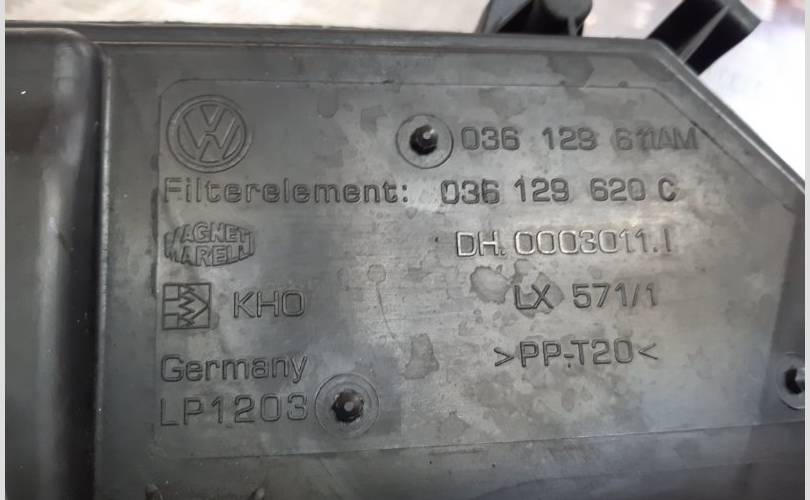 VW
036 129 611AM
Filterelement: 036 129 620 C
MAGNETI MARELLI
DH. 0003011.I
KHO
LX 571/1
Germany
>PP-T20<
LP1203